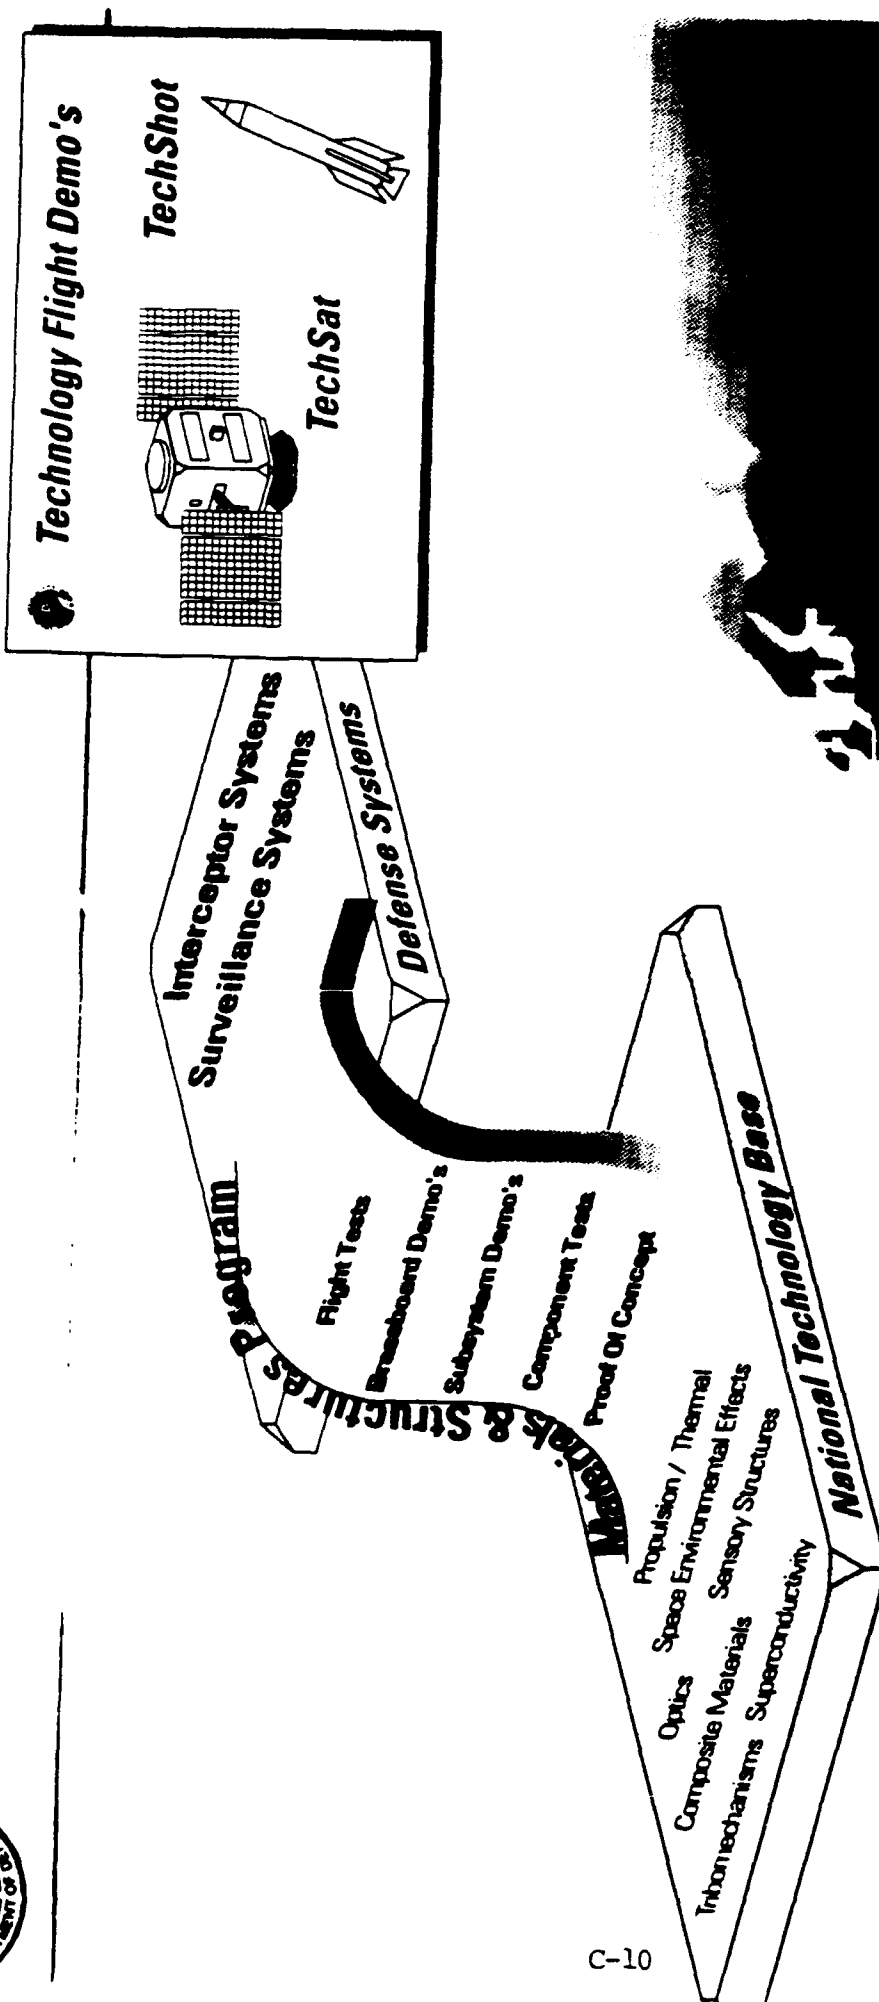 Technology Flight Demo's
TechShot
TechSat
Interceptor Systems
Surveillance Systems
Defense Systems
Materials & Structures Program
Flight Tests
Brassboard Demo's
Subsystem Demo's
Component Tests
Proof Of Concept
Propulsion / Thermal
Space Environmental Effects
Optics
Sensory Structures
Composite Materials
Tribomechanisms
Superconductivity
National Technology Base
C-10